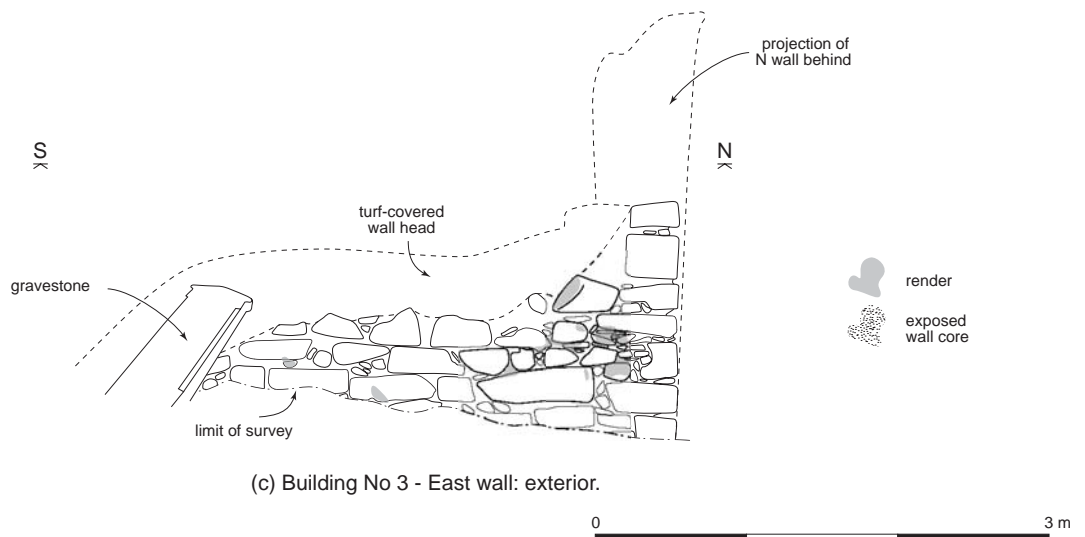 projection of
N wall behind
S
N
turf-covered
wall head
gravestone
render
exposed
wall core
limit of survey
(c) Building No 3 - East wall: exterior.
0
3 m